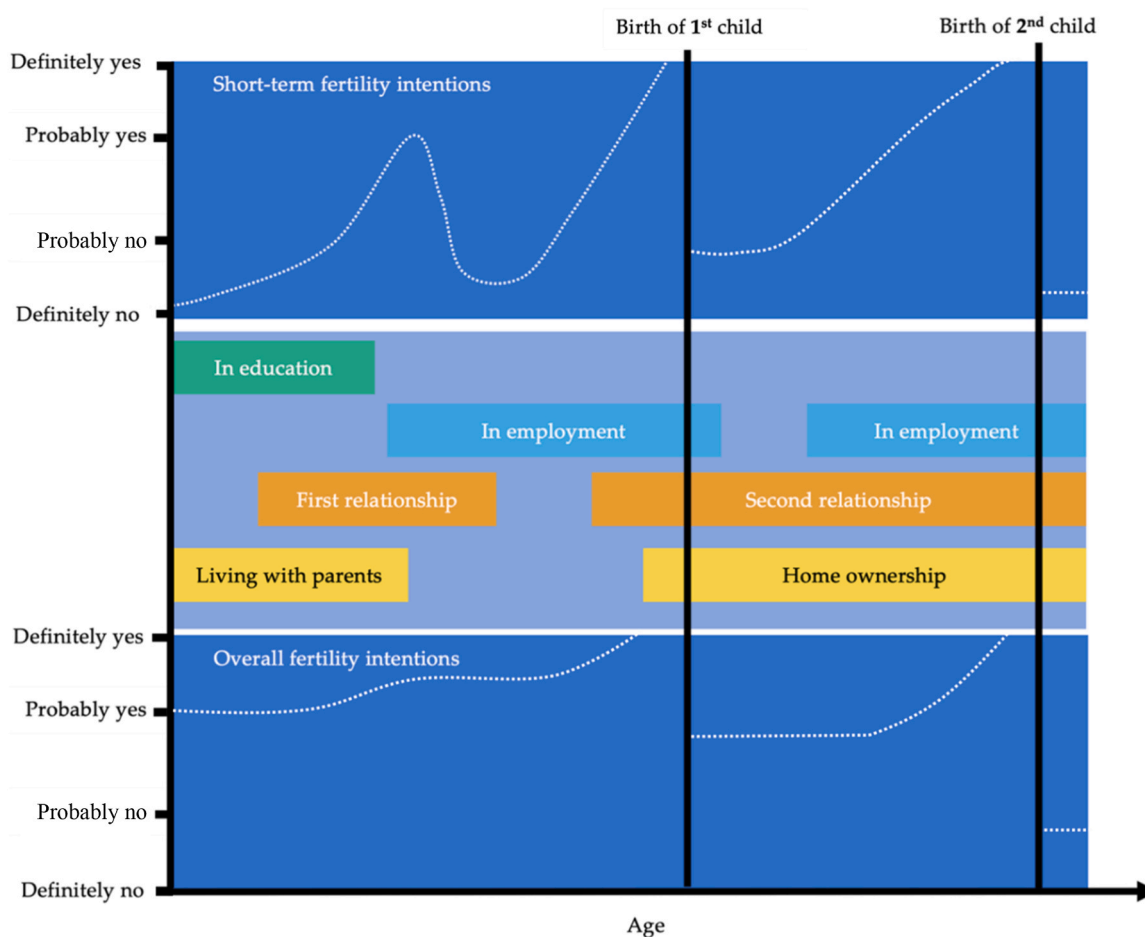 Birth of 1st child
Birth of 2nd child
Definitely yes
Short-term fertility intentions
Probably yes
Probably no
Definitely no
In education
In employment
In employment
First relationship
Second relationship
Living with parents
Home ownership
Definitely yes
Overall fertility intentions
Probably yes
Probably no
Definitely no
Age